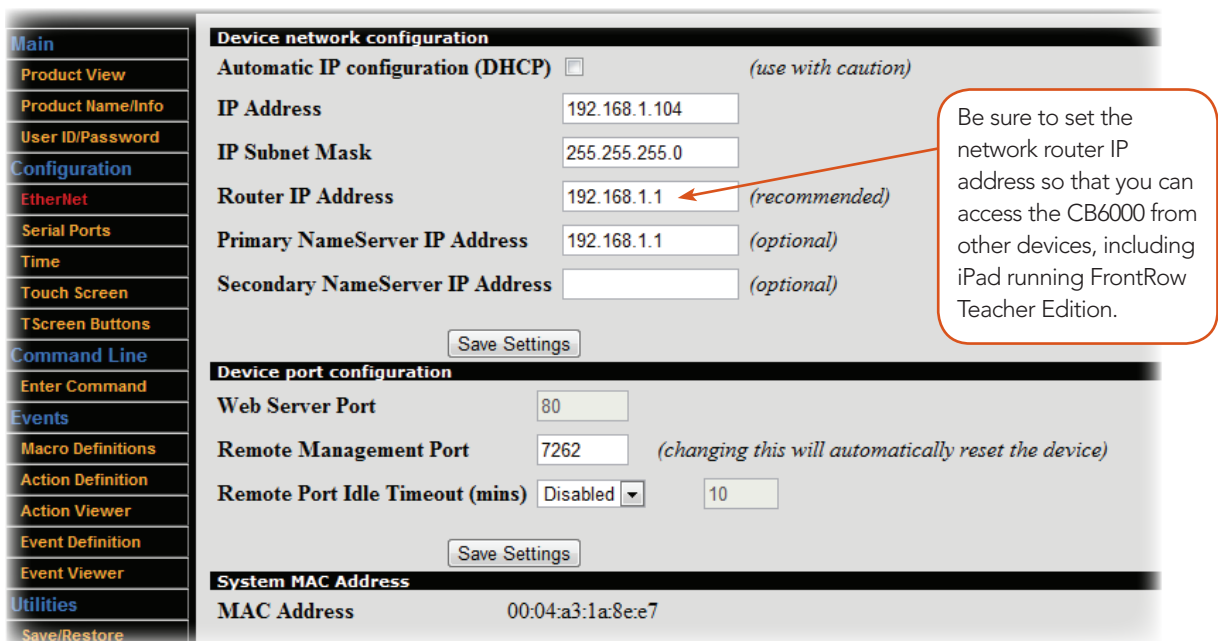 Main
Product View
Product Name/Info
User ID/Password
Configuration
EtherNet
Serial Ports
Time
Touch Screen
TScreen Buttons
Command Line
Enter Command
Events
Macro Definitions
Action Definition
Action Viewer
Event Definition
Event Viewer
Utilities
Save/Restore
Device network configuration
Automatic IP configuration (DHCP) (use with caution)
IP Address 192.168.1.104
IP Subnet Mask 255.255.255.0
Router IP Address 192.168.1.1 (recommended)
Primary NameServer IP Address 192.168.1.1 (optional)
Secondary NameServer IP Address (optional)
Save Settings
Device port configuration
Web Server Port 80
Remote Management Port 7262 (changing this will automatically reset the device)
Remote Port Idle Timeout (mins) Disabled 10
Save Settings
System MAC Address
MAC Address 00:04:a3:1a:8e:e7
Be sure to set the
network router IP
address so that you can
access the CB6000 from
other devices, including
iPad running FrontRow
Teacher Edition.